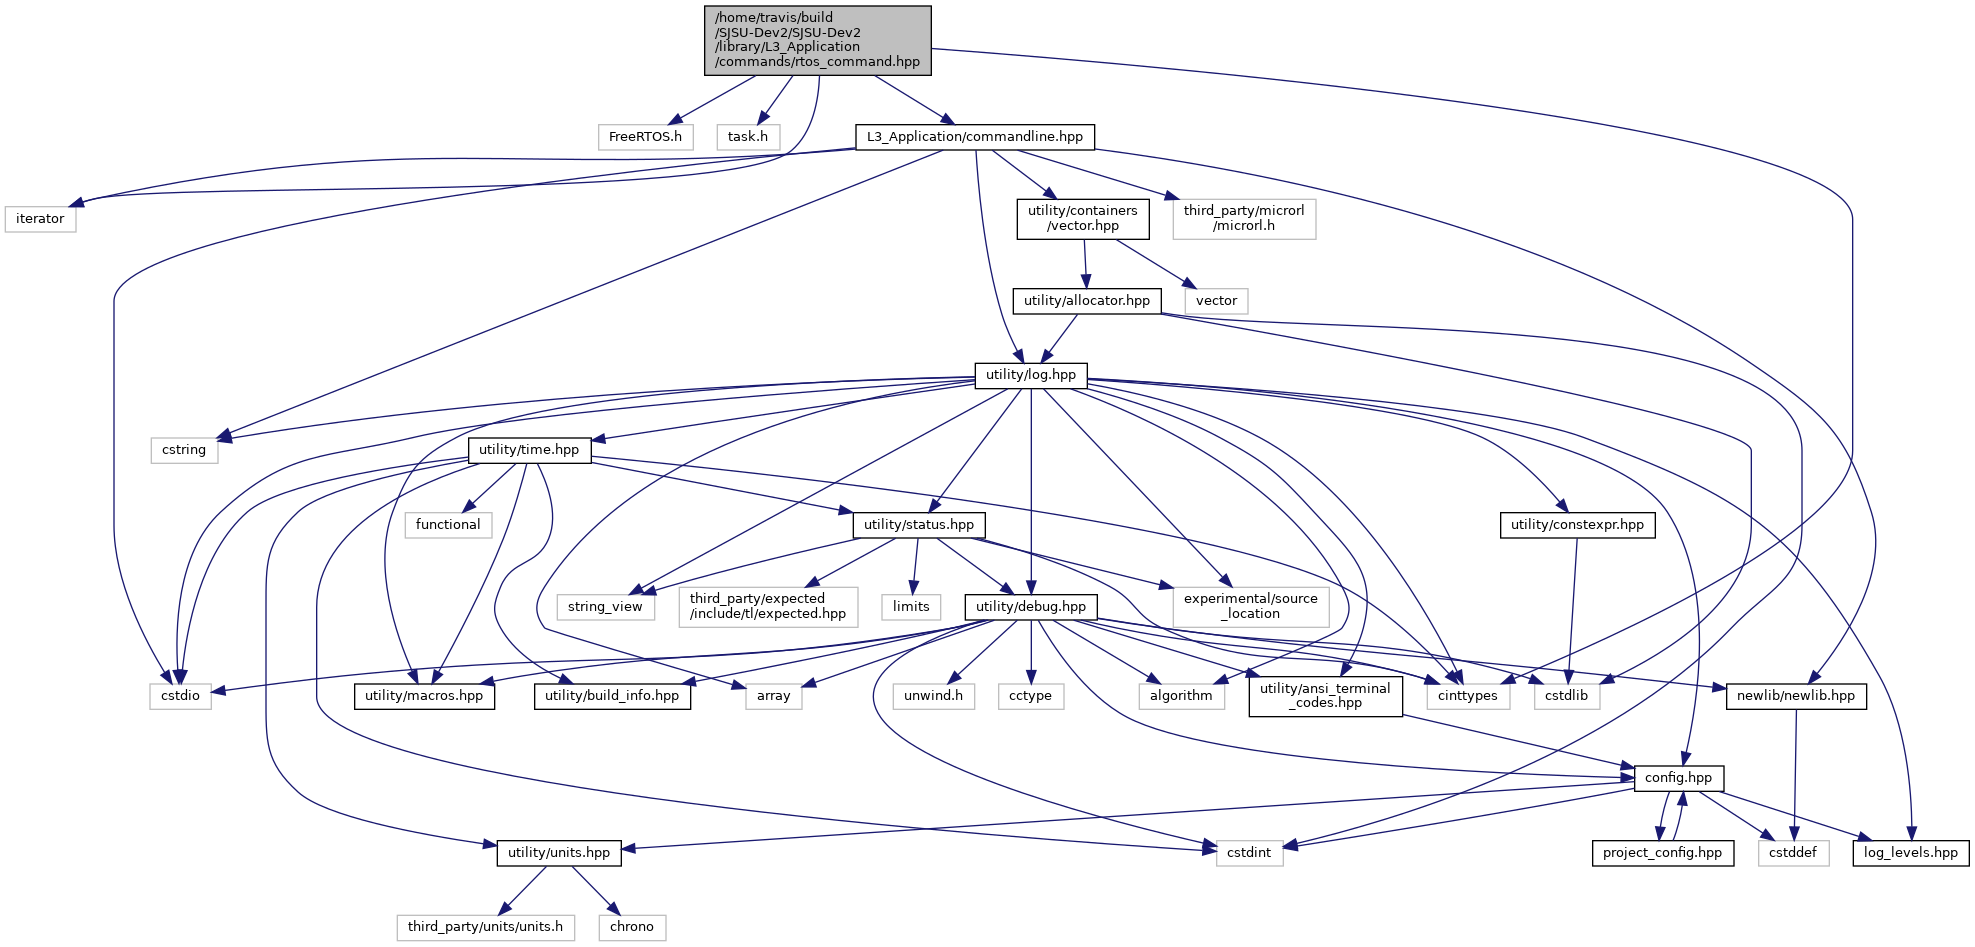 /home/travis/build
/SJSU-Dev2/SJSU-Dev2
/library/L3_Application
/commands/rtos_command.hpp
FreeRTOS.h
task.h
L3_Application/commandline.hpp
iterator
utility/containers
/vector.hpp
third_party/microrl
/microrl.h
utility/allocator.hpp
vector
utility/log.hpp
cstring
utility/time.hpp
functional
utility/status.hpp
utility/constexpr.hpp
string_view
third_party/expected
/include/tl/expected.hpp
limits
utility/debug.hpp
experimental/source
_location
cstdio
utility/macros.hpp
utility/build_info.hpp
array
unwind.h
cctype
algorithm
utility/ansi_terminal
_codes.hpp
cinttypes
cstdlib
newlib/newlib.hpp
config.hpp
utility/units.hpp
cstdint
project_config.hpp
cstddef
log_levels.hpp
third_party/units/units.h
chrono